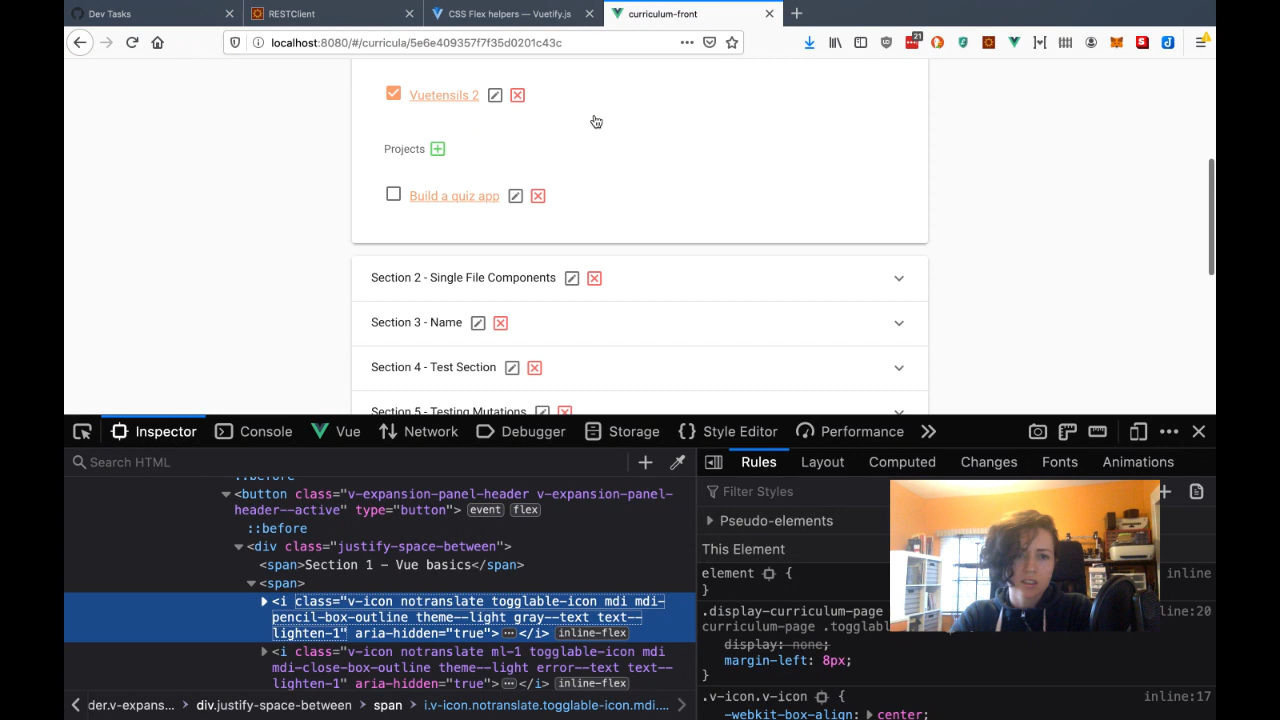 Dev Tasks
RESTClient
CSS Flex helpers — Vuetify.js
curriculum-front
localhost:8080/#/curricula/5e6e409357f7f35d0201c43c
21
Vuetensils 2
Projects
Build a quiz app
Section 2 - Single File Components
Section 3 - Name
Section 4 - Test Section
Section 5 - Testing Mutations
Inspector
Console
Vue
Network
Debugger
Storage
Style Editor
Performance
Search HTML
Rules
Layout
Computed
Changes
Fonts
Animations
Filter Styles
::before
<button class="v-expansion-panel-header v-expansion-panel-
header--active" type="button"> event flex
::before
<div class="justify-space-between">
<span>Section 1 - Vue basics</span>
<span>
<i class="v-icon notranslate togglable-icon mdi mdi-
pencil-box-outline theme--light gray--text text--
lighten-1" aria-hidden="true"> </i> inline-flex
<i class="v-icon notranslate ml-1 togglable-icon mdi
mdi-close-box-outline theme--light error--text text--
lighten-1" aria-hidden="true"> </i> inline-flex
der.v-expans... > div.justify-space-between > span > i.v-icon.notranslate.togglable-icon.mdi....
Pseudo-elements
This Element
element {
inline
}
.display-curriculum-page
inline:20
curriculum-page .togglab
display: none;
margin-left: 8px;
}
.v-icon.v-icon {
inline:17
-webkit-box-align: center;